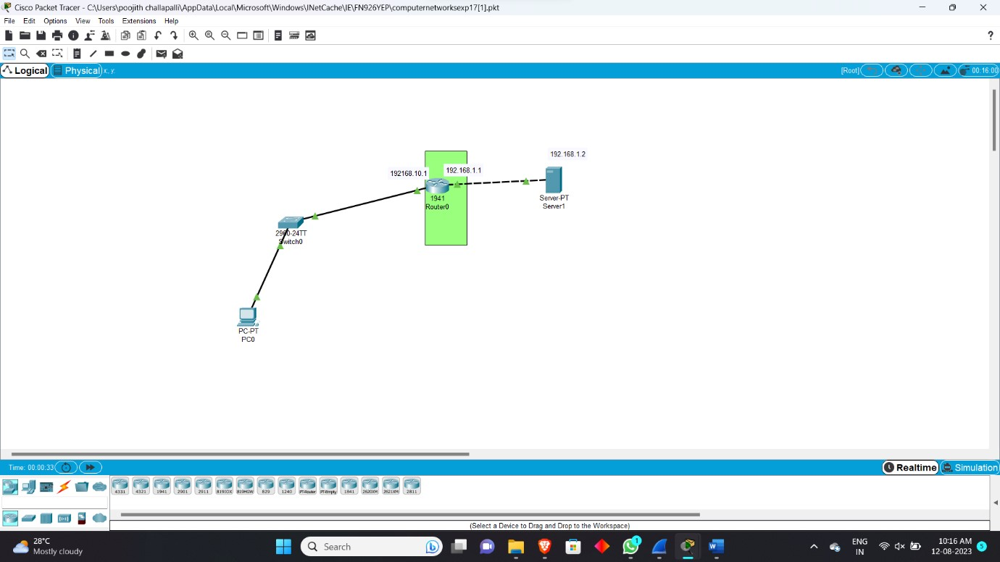 Cisco Packet Tracer - C:\Users\poojith challapalli\AppData\Local\Microsoft\Windows\INetCache\IE\FN926YEP\computernetworksexp17[1].pkt
File Edit Options View Tools Extensions Help
?
Logical Physical x, y: [Root] 00:16:00
192.168.1.2
192168.10.1 192.168.1.1
1941
Router0
Server-PT
Server1
2960-24TT
Switch0
PC-PT
PC0
Time: 00:00:33 Realtime Simulation
4331 4321 1941 2901 2911 819IOX 819HGW 829 1240 PT-Router PT-Empty 1841 2620XM 2621XM 2811
(Select a Device to Drag and Drop to the Workspace)
28°C
Mostly cloudy
Search
1
ENG
IN
10:16 AM
12-08-2023
5